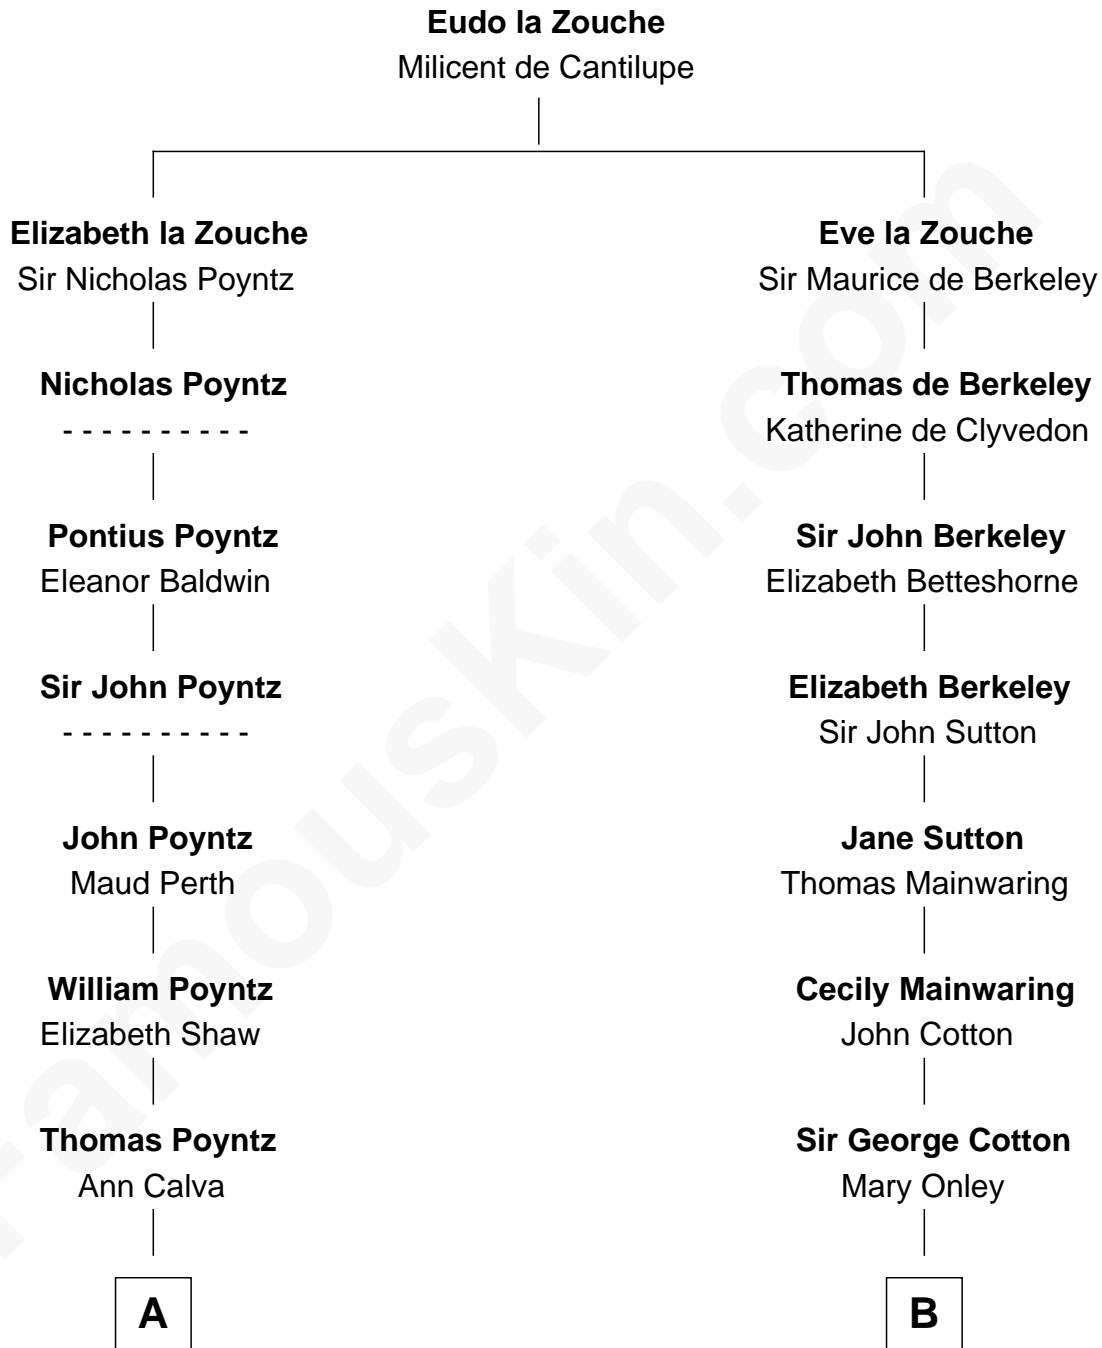 Eudo la Zouche
Milicent de Cantilupe
Elizabeth la Zouche
Sir Nicholas Poyntz
Eve la Zouche
Sir Maurice de Berkeley
Nicholas Poyntz
- - - - - - - - - -
Thomas de Berkeley
Katherine de Clyvedon
Pontius Poyntz
Eleanor Baldwin
Sir John Berkeley
Elizabeth Betteshorne
Sir John Poyntz
- - - - - - - - - -
Elizabeth Berkeley
Sir John Sutton
John Poyntz
Maud Perth
Jane Sutton
Thomas Mainwaring
William Poyntz
Elizabeth Shaw
Cecily Mainwaring
John Cotton
Thomas Poyntz
Ann Calva
Sir George Cotton
Mary Onley
A
B
FamousKin.com